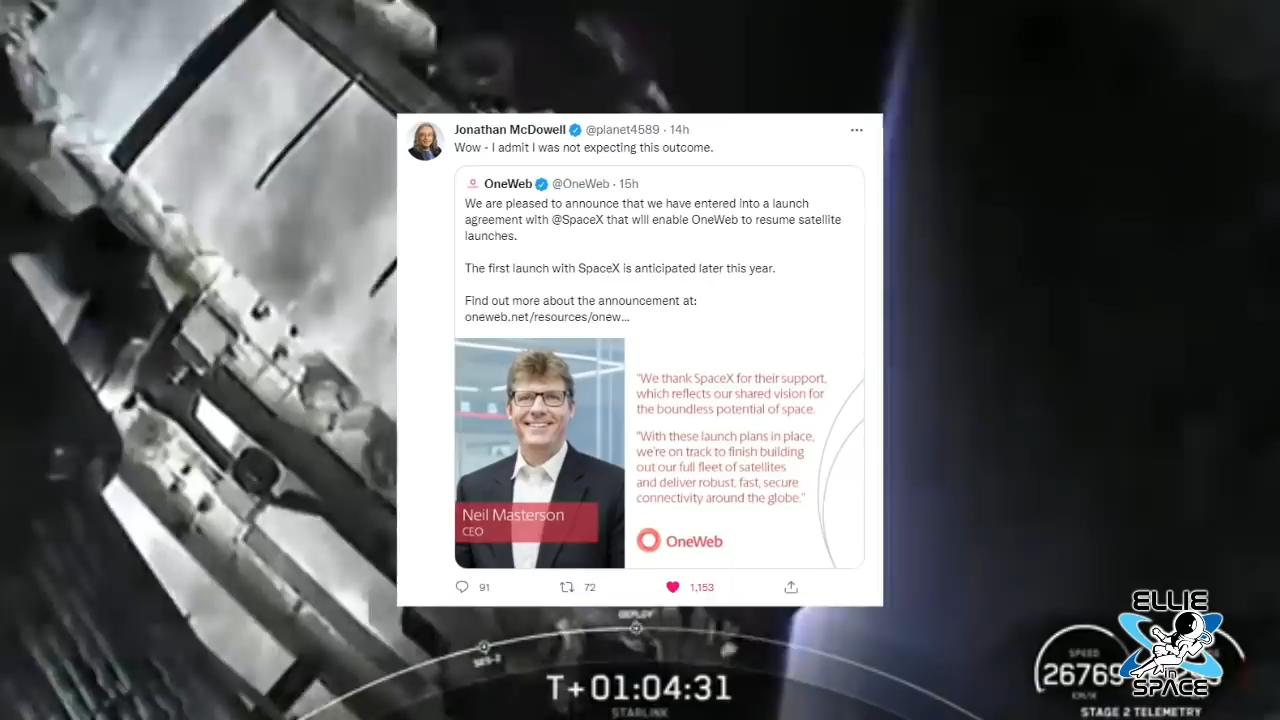 Jonathan McDowell @planet4589 · 14h
Wow - I admit I was not expecting this outcome.
OneWeb @OneWeb · 15h
We are pleased to announce that we have entered into a launch
agreement with @SpaceX that will enable OneWeb to resume satellite
launches.
The first launch with SpaceX is anticipated later this year.
Find out more about the announcement at:
oneweb.net/resources/onew...
"We thank SpaceX for their support,
which reflects our shared vision for
the boundless potential of space.
"With these launch plans in place,
we're on track to finish building
out our full fleet of satellites
and deliver robust, fast, secure
connectivity around the globe."
Neil Masterson
CEO
OneWeb
91
72
1,153
DEPLOY
SES-2
T+01:04:31
STARLINK
SPEED
26769
KM/H
STAGE 2 TELEMETRY
ELLIE
in
SPACE